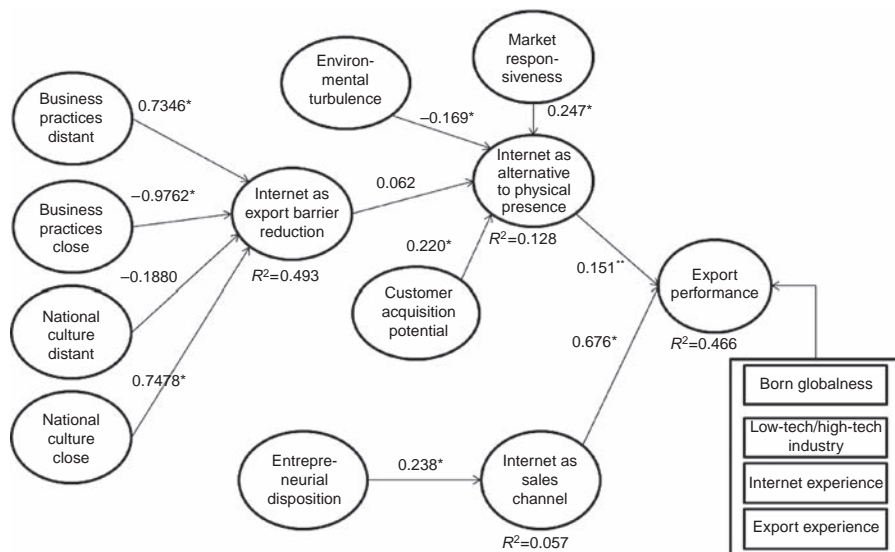 Business
practices
distant
0.7346*
Environ-
mental
turbulence
Market
respon-
siveness
−0.169*
0.247*
Business
practices
close
−0.9762*
Internet as
export barrier
reduction
R²=0.493
0.062
Internet as
alternative
to physical
presence
R²=0.128
National
culture
distant
−0.1880
0.220*
Customer
acquisition
potential
0.151**
Export
performance
R²=0.466
National
culture
close
0.7478*
0.676*
Entrepre-
neurial
disposition
0.238*
Internet as
sales
channel
R²=0.057
Born globalness
Low-tech/high-tech
industry
Internet experience
Export experience